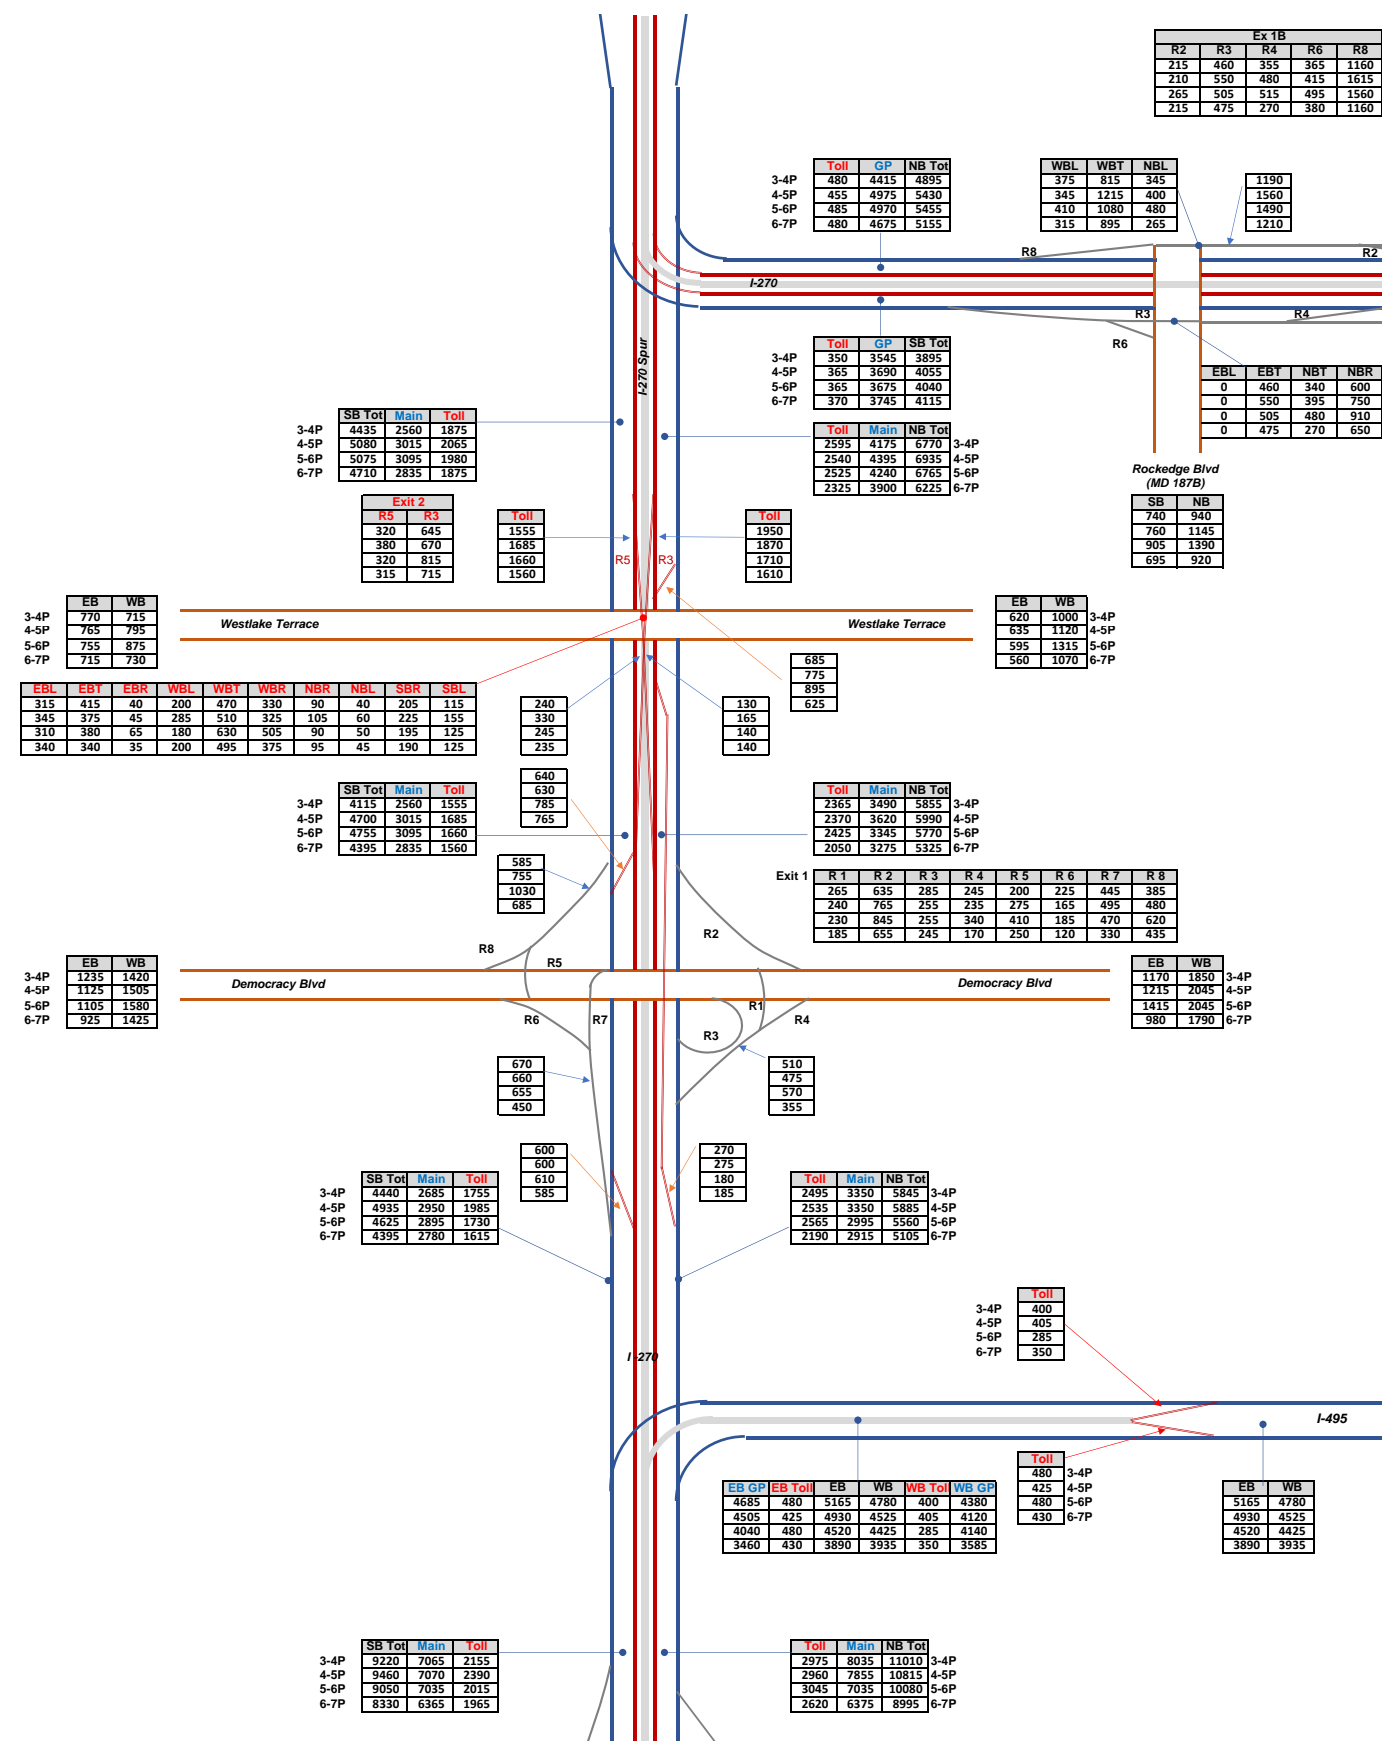 Ex 1B
R2 R3 R4 R6 R8
215 460 355 365 1160
210 550 480 415 1615
265 505 515 495 1560
215 475 270 380 1160
Toll GP NB Tot
3-4P 480 4415 4895
4-5P 455 4975 5430
5-6P 485 4970 5455
6-7P 480 4675 5155
WBL WBT NBL
375 815 345
345 1215 400
410 1080 480
315 895 265
1190
1560
1490
1210
R8
R2
I-270
R3
R4
R6
I-270 Spur
Toll GP SB Tot
3-4P 350 3545 3895
4-5P 365 3690 4055
5-6P 365 3675 4040
6-7P 370 3745 4115
EBL EBT NBT NBR
0 460 340 600
0 550 395 750
0 505 480 910
0 475 270 650
SB Tot Main Toll
3-4P 4435 2560 1875
4-5P 5080 3015 2065
5-6P 5075 3095 1980
6-7P 4710 2835 1875
Toll Main NB Tot
2595 4175 6770 3-4P
2540 4395 6935 4-5P
2525 4240 6765 5-6P
2325 3900 6225 6-7P
Rockedge Blvd
(MD 187B)
SB NB
740 940
760 1145
905 1390
695 920
Exit 2
R5 R3
320 645
380 670
320 815
315 715
Toll
1555
1685
1660
1560
Toll
1950
1870
1710
1610
R5
R3
EB WB
3-4P 770 715
4-5P 765 795
5-6P 755 875
6-7P 715 730
Westlake Terrace
Westlake Terrace
EB WB
620 1000 3-4P
635 1120 4-5P
595 1315 5-6P
560 1070 6-7P
685
775
895
625
EBL EBT EBR WBL WBT WBR NBR NBL SBR SBL
315 415 40 200 470 330 90 40 205 115
345 375 45 285 510 325 105 60 225 155
310 380 65 180 630 505 90 50 195 125
340 340 35 200 495 375 95 45 190 125
240
330
245
235
130
165
140
140
640
630
785
765
SB Tot Main Toll
3-4P 4115 2560 1555
4-5P 4700 3015 1685
5-6P 4755 3095 1660
6-7P 4395 2835 1560
Toll Main NB Tot
2365 3490 5855 3-4P
2370 3620 5990 4-5P
2425 3345 5770 5-6P
2050 3275 5325 6-7P
585
755
1030
685
Exit 1 R 1 R 2 R 3 R 4 R 5 R 6 R 7 R 8
265 635 285 245 200 225 445 385
240 765 255 235 275 165 495 480
230 845 255 340 410 185 470 620
185 655 245 170 250 120 330 435
R8
R5
R2
EB WB
3-4P 1235 1420
4-5P 1125 1505
5-6P 1105 1580
6-7P 925 1425
Democracy Blvd
Democracy Blvd
EB WB
1170 1850 3-4P
1215 2045 4-5P
1415 2045 5-6P
980 1790 6-7P
R6
R7
R1
R4
R3
670
660
655
450
510
475
570
355
600
600
610
585
270
275
180
185
SB Tot Main Toll
3-4P 4440 2685 1755
4-5P 4935 2950 1985
5-6P 4625 2895 1730
6-7P 4395 2780 1615
Toll Main NB Tot
2495 3350 5845 3-4P
2535 3350 5885 4-5P
2565 2995 5560 5-6P
2190 2915 5105 6-7P
Toll
3-4P 400
4-5P 405
5-6P 285
6-7P 350
I -270
I-495
Toll
480 3-4P
425 4-5P
480 5-6P
430 6-7P
EB GP EB Toll EB WB WB Toll WB GP
4685 480 5165 4780 400 4380
4505 425 4930 4525 405 4120
4040 480 4520 4425 285 4140
3460 430 3890 3935 350 3585
EB WB
5165 4780
4930 4525
4520 4425
3890 3935
SB Tot Main Toll
3-4P 9220 7065 2155
4-5P 9460 7070 2390
5-6P 9050 7035 2015
6-7P 8330 6365 1965
Toll Main NB Tot
2975 8035 11010 3-4P
2960 7855 10815 4-5P
3045 7035 10080 5-6P
2620 6375 8995 6-7P